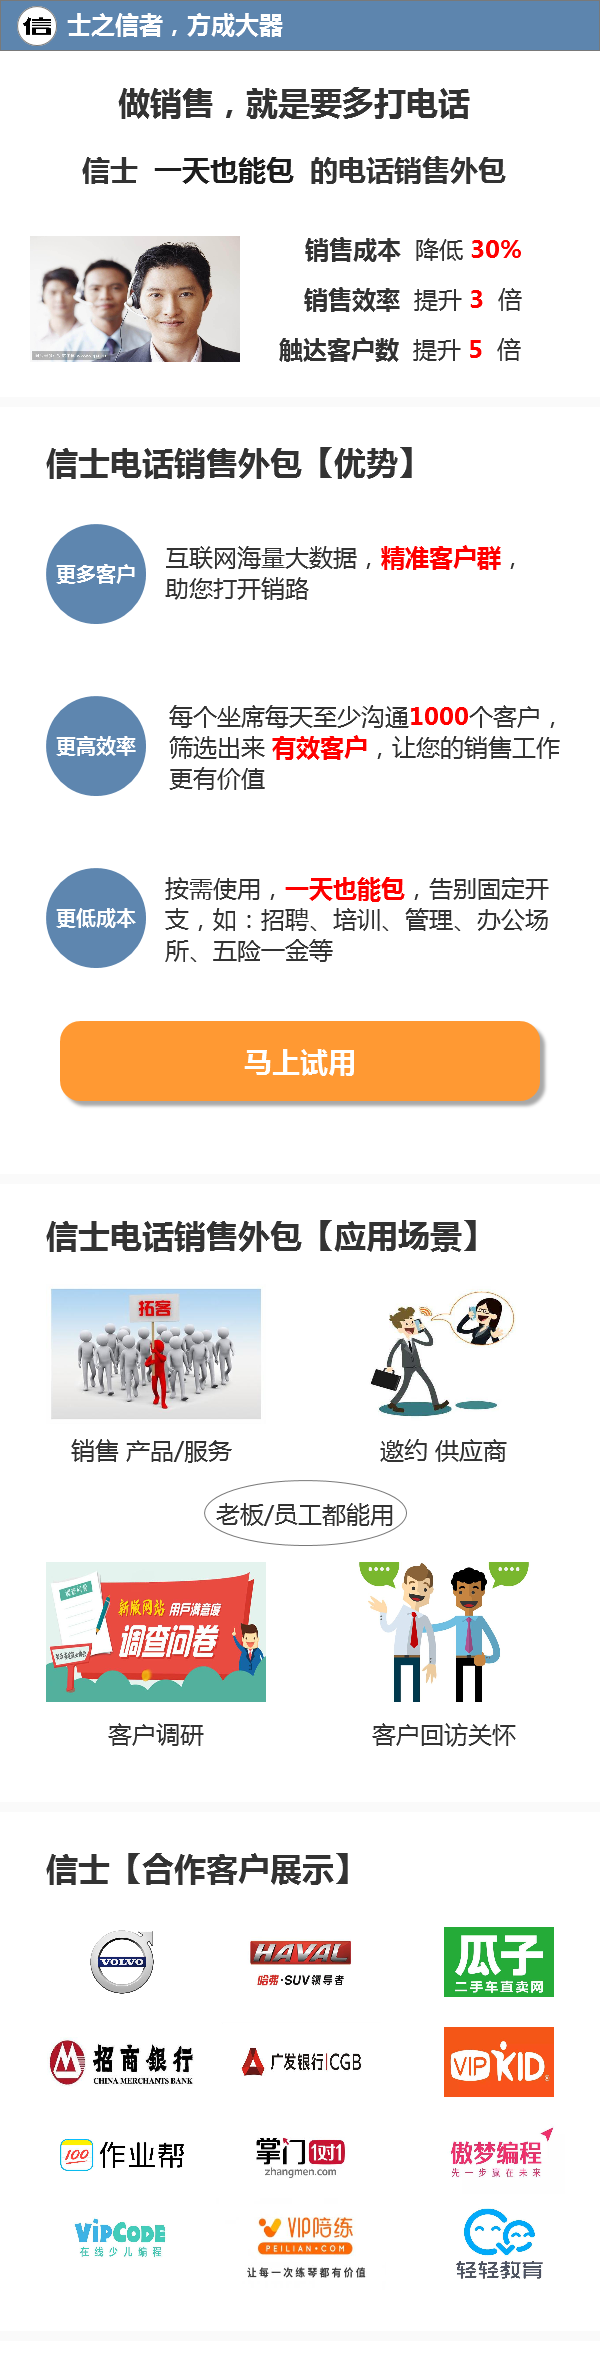 信 士之信者，方成大器
做销售，就是要多打电话
信士 一天也能包 的电话销售外包
销售成本 降低 30%
销售效率 提升 3 倍
触达客户数 提升 5 倍
信士电话销售外包【优势】
更多客户
互联网海量大数据，精准客户群，
助您打开销路
更高效率
每个坐席每天至少沟通1000个客户，
筛选出来 有效客户，让您的销售工作
更有价值
更低成本
按需使用，一天也能包，告别固定开
支，如：招聘、培训、管理、办公场
所、五险一金等
马上试用
信士电话销售外包【应用场景】
拓客
销售 产品/服务
邀约 供应商
老板/员工都能用
新版网站 用户满意度
调查问卷
客户调研
客户回访关怀
信士【合作客户展示】
VOLVO
HAVAL
哈弗·SUV领导者
瓜子
二手车直卖网
招商银行
CHINA MERCHANTS BANK
广发银行|CGB
VIPKID
100 作业帮
掌门1对1
zhangmen.com
傲梦编程
先一步赢在未来
VIPCODE
在线少儿编程
VIP陪练
PEILIAN·COM
让每一次练琴都有价值
轻轻教育